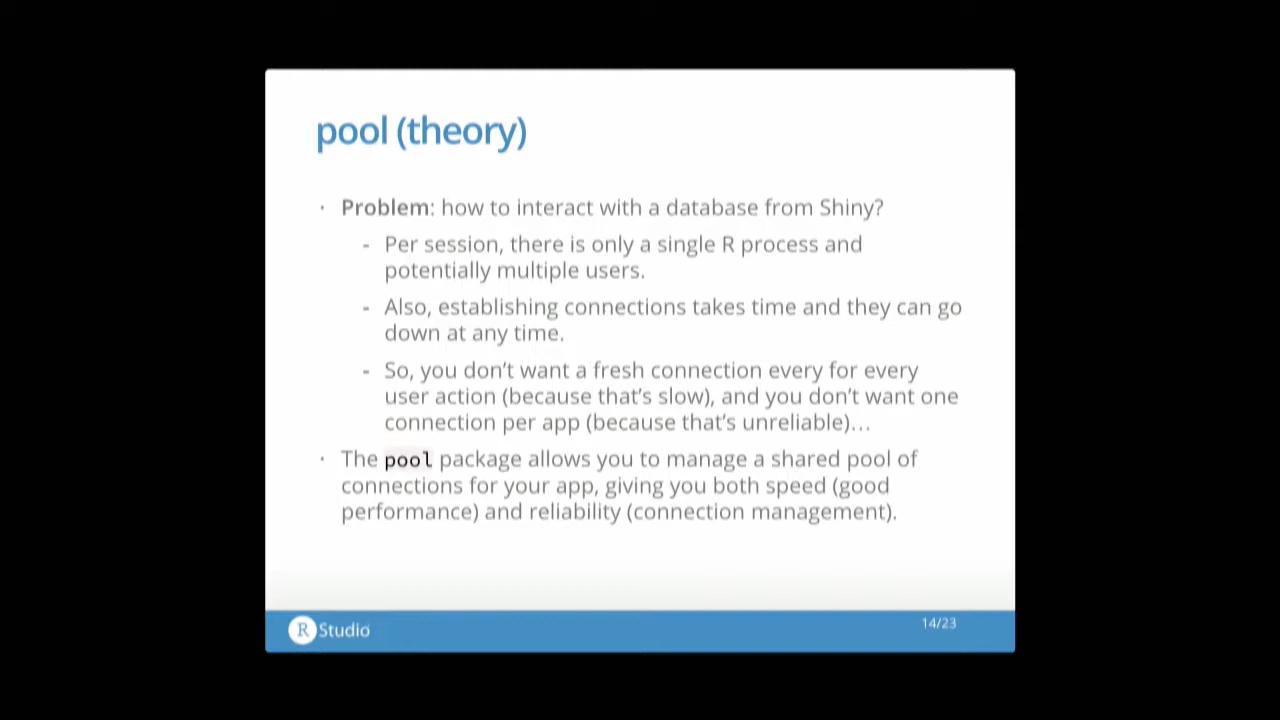 pool (theory)
· Problem: how to interact with a database from Shiny?
- Per session, there is only a single R process and
potentially multiple users.
- Also, establishing connections takes time and they can go
down at any time.
- So, you don’t want a fresh connection every for every
user action (because that’s slow), and you don’t want one
connection per app (because that’s unreliable)…
· The pool package allows you to manage a shared pool of
connections for your app, giving you both speed (good
performance) and reliability (connection management).
R Studio
14/23